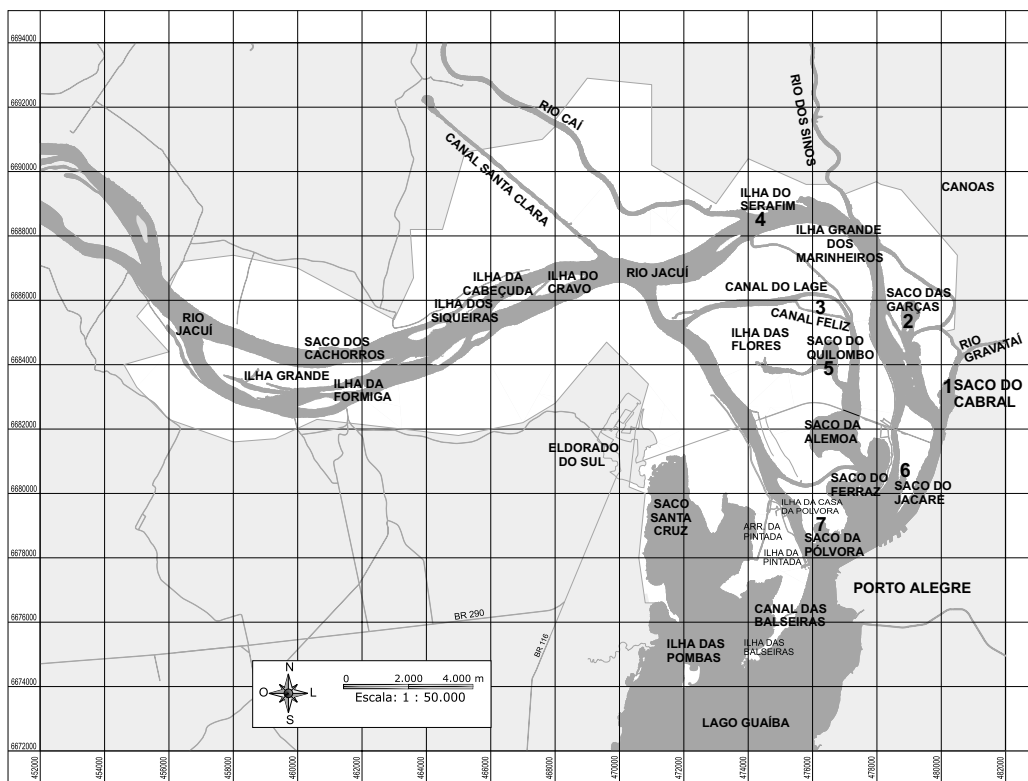 6694000
6692000
6690000
6688000
6686000
6684000
6682000
6680000
6678000
6676000
6674000
6672000
RIO CAÍ
RIO DOS SINOS
CANAL SANTA CLARA
CANOAS
ILHA DO
SERAFIM
4
ILHA GRANDE
DOS
MARINHEIROS
ILHA DA
CABEÇUDA
ILHA DO
CRAVO
RIO JACUÍ
CANAL DO LAGE
3
CANAL FELIZ
SACO DAS
GARÇAS
2
ILHA DOS
SIQUEIRAS
RIO
JACUÍ
SACO DOS
CACHORROS
ILHA DAS
FLORES
SACO DO
QUILOMBO
5
RIO
GRAVATAÍ
ILHA GRANDE
ILHA DA
FORMIGA
1 SACO DO
CABRAL
SACO DA
ALEMOA
ELDORADO
DO SUL
SACO DO
FERRAZ
6
SACO DO
JACARÉ
SACO
SANTA
CRUZ
ILHA DA CASA
DA POLVORA
7
SACO DA
PÓLVORA
ARR. DA
PINTADA
ILHA DA
PINTADA
PORTO ALEGRE
CANAL DAS
BALSEIRAS
BR 290
BR 116
ILHA DAS
POMBAS
ILHA DAS
BALSEIRAS
LAGO GUAÍBA
N
O L
S
0 2.000 4.000 m
Escala: 1 : 50.000
452000 454000 456000 458000 460000 462000 464000 466000 468000 470000 472000 474000 476000 478000 480000 482000